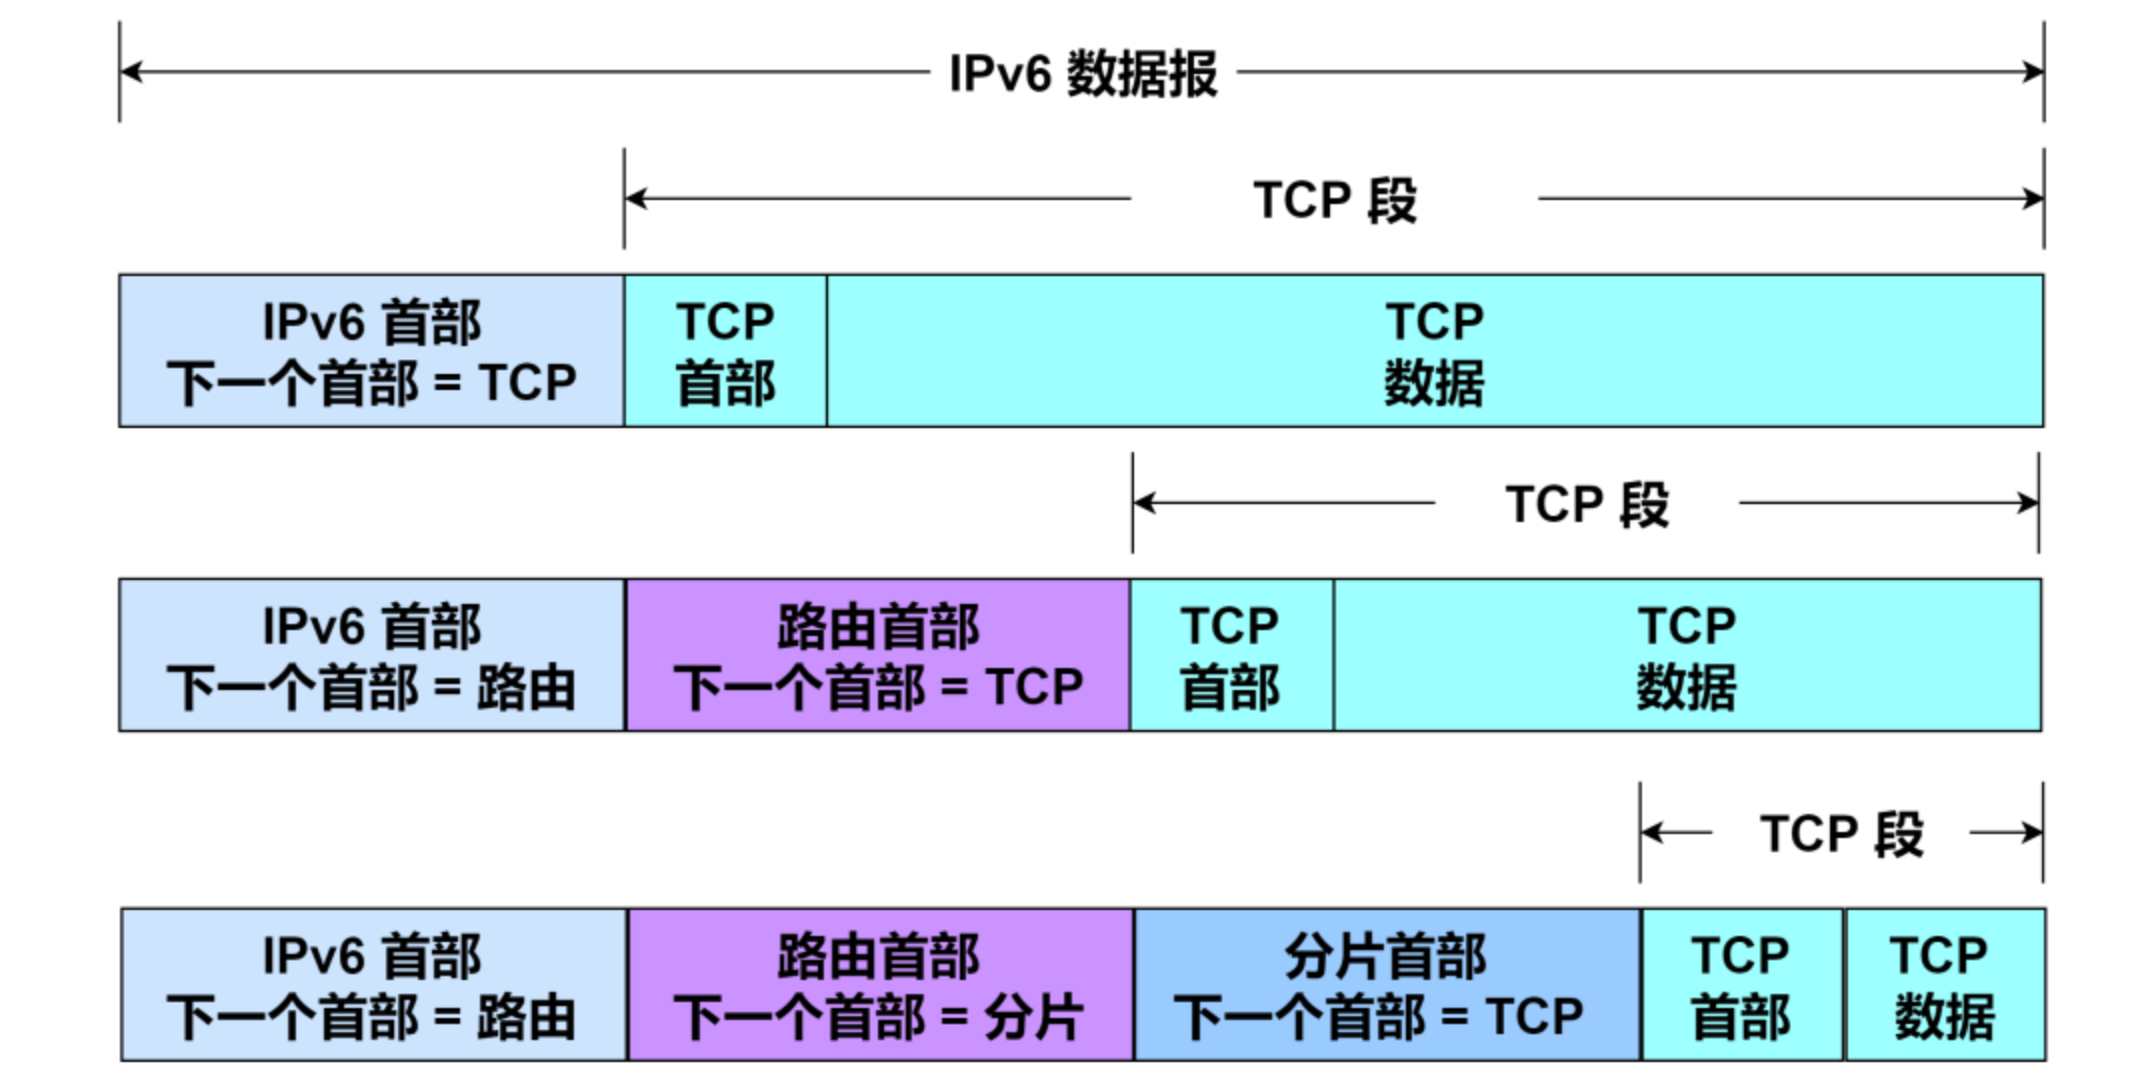 IPv6 数据报
TCP 段
IPv6 首部
下一个首部 = TCP
TCP
首部
TCP
数据
TCP 段
IPv6 首部
下一个首部 = 路由
路由首部
下一个首部 = TCP
TCP
首部
TCP
数据
TCP 段
IPv6 首部
下一个首部 = 路由
路由首部
下一个首部 = 分片
分片首部
下一个首部 = TCP
TCP
首部
TCP
数据